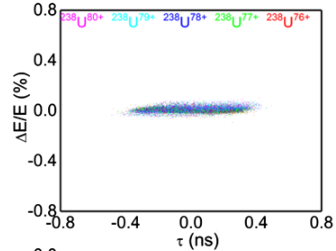 0.8 ²³⁸U⁸⁰⁺ ²³⁸U⁷⁹⁺ ²³⁸U⁷⁸⁺ ²³⁸U⁷⁷⁺ ²³⁸U⁷⁶⁺
0.4
ΔE/E (%)
0.0
-0.4
-0.8
-0.8 -0.4 0.0 0.4 0.8
τ (ns)